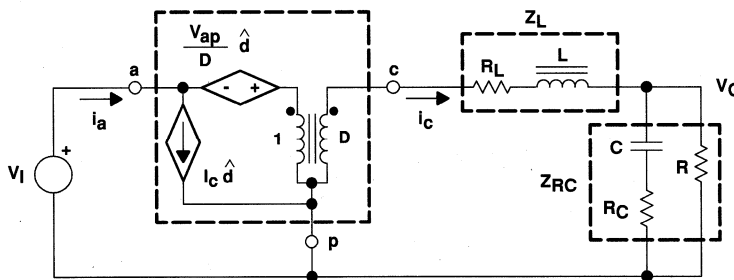 Z_L
V_ap
D
d̂
- +
a
c
R_L
L
V_O
i_a
1
D
i_c
I_c d̂
V_I
+
C
R
Z_RC
R_C
p